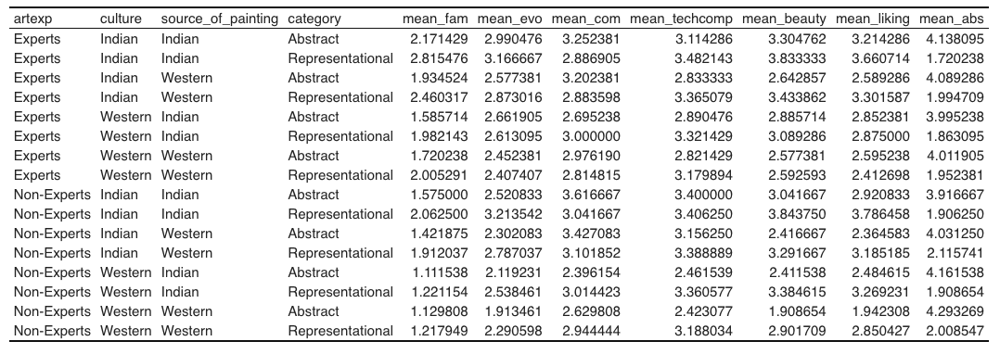 artexp culture source_of_painting category mean_fam mean_evo mean_com mean_techcomp mean_beauty mean_liking mean_abs
Experts Indian Indian Abstract 2.171429 2.990476 3.252381 3.114286 3.304762 3.214286 4.138095
Experts Indian Indian Representational 2.815476 3.166667 2.886905 3.482143 3.833333 3.660714 1.720238
Experts Indian Western Abstract 1.934524 2.577381 3.202381 2.833333 2.642857 2.589286 4.089286
Experts Indian Western Representational 2.460317 2.873016 2.883598 3.365079 3.433862 3.301587 1.994709
Experts Western Indian Abstract 1.585714 2.661905 2.695238 2.890476 2.885714 2.852381 3.995238
Experts Western Indian Representational 1.982143 2.613095 3.000000 3.321429 3.089286 2.875000 1.863095
Experts Western Western Abstract 1.720238 2.452381 2.976190 2.821429 2.577381 2.595238 4.011905
Experts Western Western Representational 2.005291 2.407407 2.814815 3.179894 2.592593 2.412698 1.952381
Non-Experts Indian Indian Abstract 1.575000 2.520833 3.616667 3.400000 3.041667 2.920833 3.916667
Non-Experts Indian Indian Representational 2.062500 3.213542 3.041667 3.406250 3.843750 3.786458 1.906250
Non-Experts Indian Western Abstract 1.421875 2.302083 3.427083 3.156250 2.416667 2.364583 4.031250
Non-Experts Indian Western Representational 1.912037 2.787037 3.101852 3.388889 3.291667 3.185185 2.115741
Non-Experts Western Indian Abstract 1.111538 2.119231 2.396154 2.461539 2.411538 2.484615 4.161538
Non-Experts Western Indian Representational 1.221154 2.538461 3.014423 3.360577 3.384615 3.269231 1.908654
Non-Experts Western Western Abstract 1.129808 1.913461 2.629808 2.423077 1.908654 1.942308 4.293269
Non-Experts Western Western Representational 1.217949 2.290598 2.944444 3.188034 2.901709 2.850427 2.008547